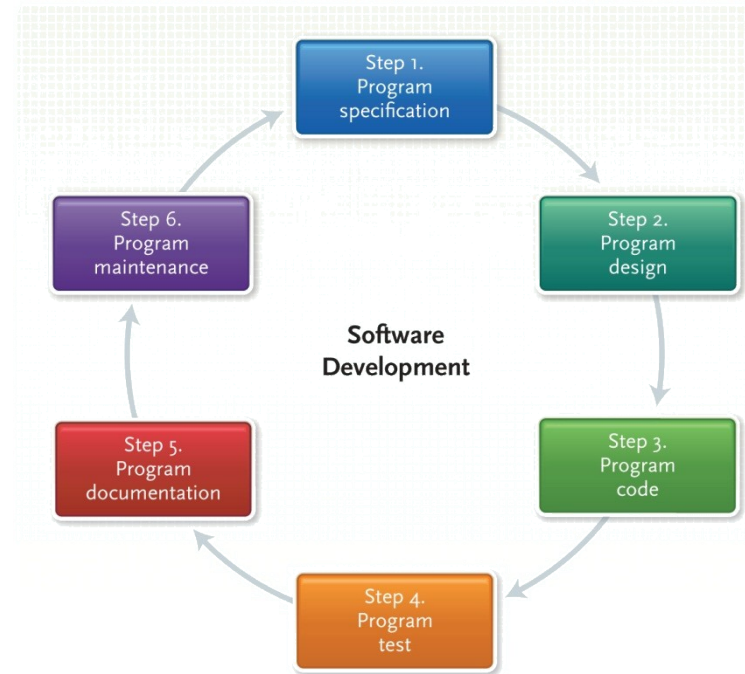 Step 1.
Program
specification
Step 2.
Program
design
Step 3.
Program
code
Step 4.
Program
test
Step 5.
Program
documentation
Step 6.
Program
maintenance
Software
Development